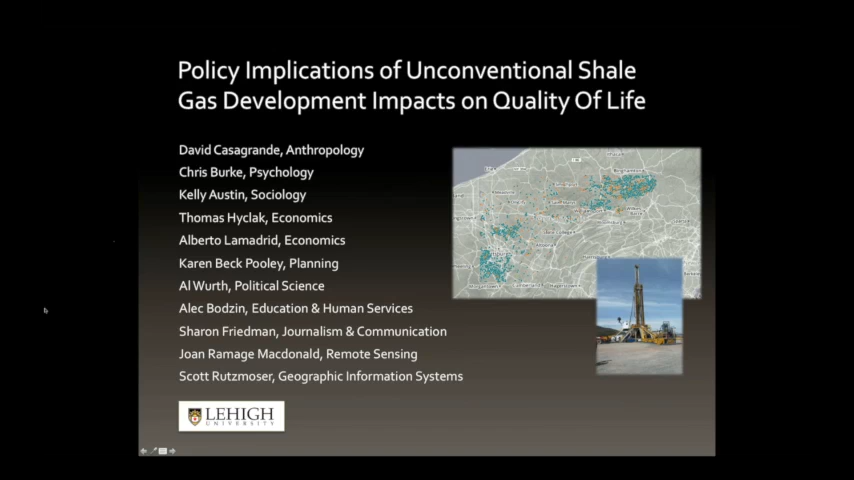 Policy Implications of Unconventional Shale
Gas Development Impacts on Quality Of Life
David Casagrande, Anthropology
Chris Burke, Psychology
Kelly Austin, Sociology
Thomas Hyclak, Economics
Alberto Lamadrid, Economics
Karen Beck Pooley, Planning
Al Wurth, Political Science
Alec Bodzin, Education & Human Services
Sharon Friedman, Journalism & Communication
Joan Ramage Macdonald, Remote Sensing
Scott Rutzmoser, Geographic Information Systems
LEHIGH
UNIVERSITY